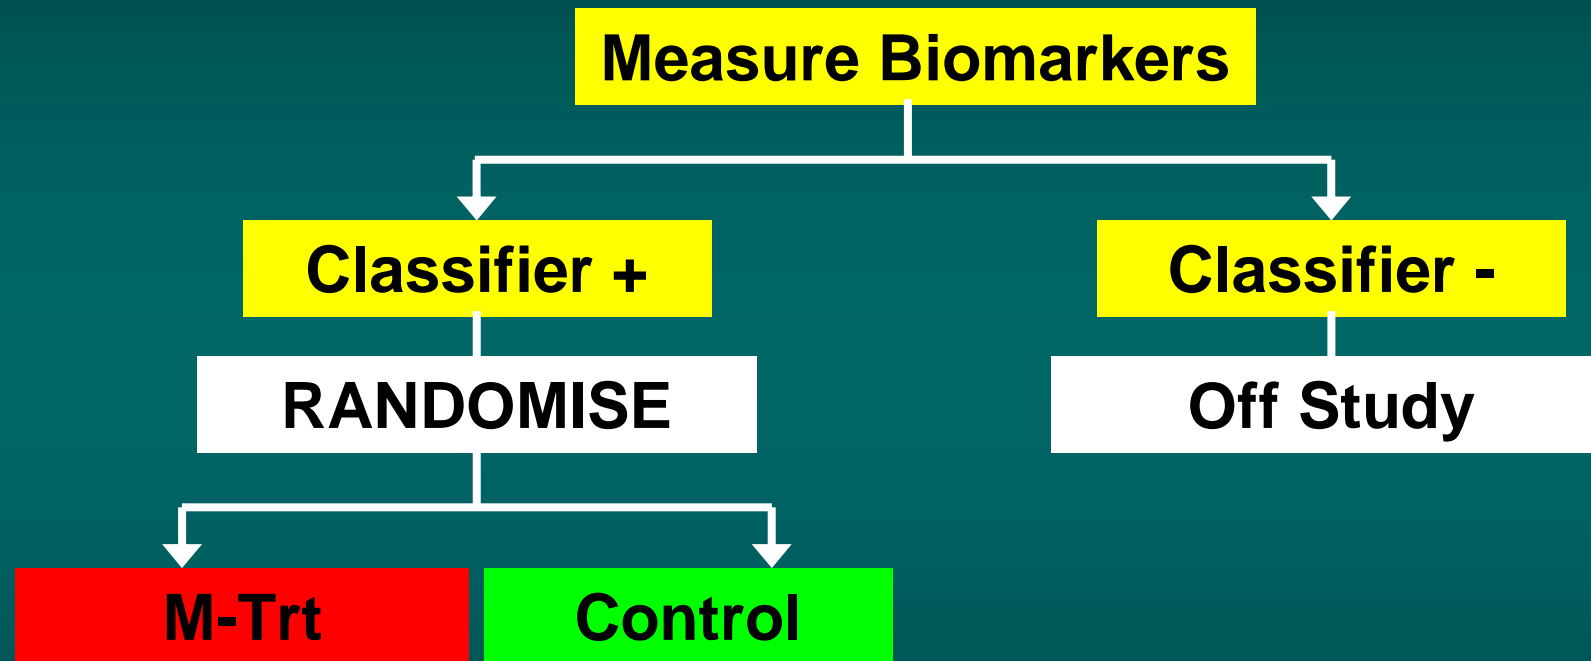 Measure Biomarkers
Classifier +
Classifier -
RANDOMISE
Off Study
M-Trt
Control